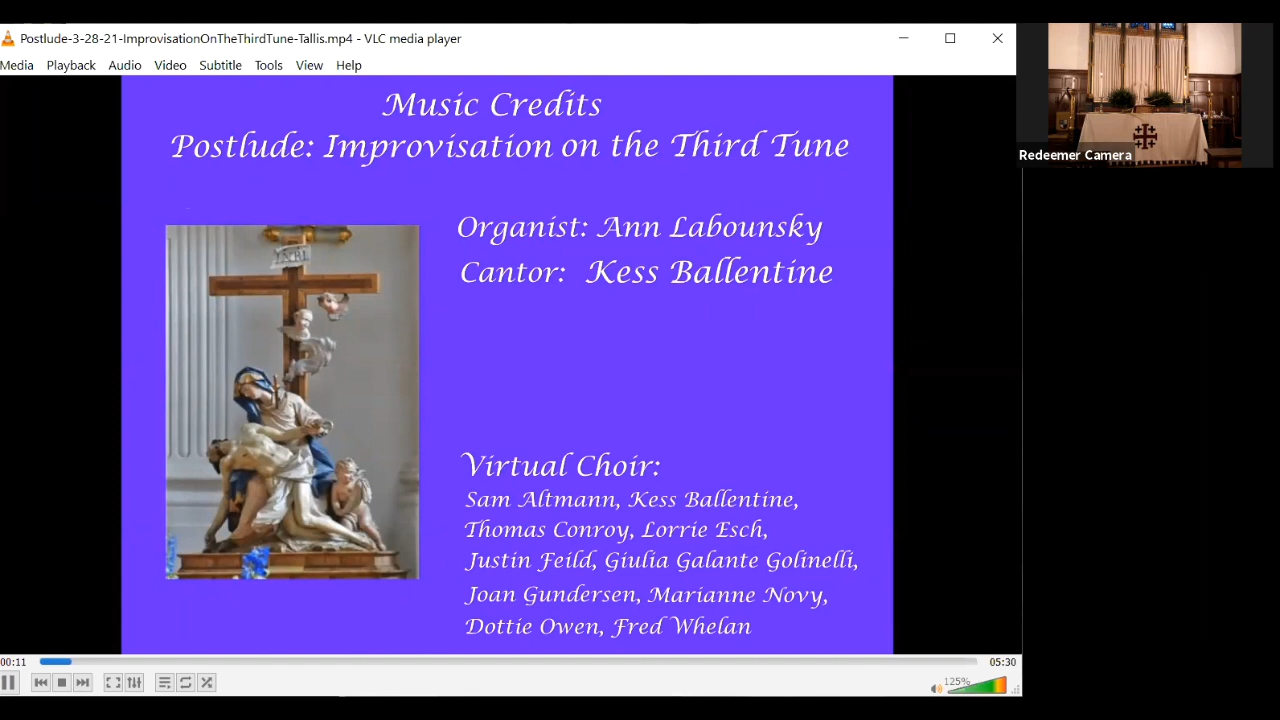 Postlude-3-28-21-ImprovisationOnTheThirdTune-Tallis.mp4 - VLC media player
Media Playback Audio Video Subtitle Tools View Help
Music Credits
Postlude: Improvisation on the Third Tune
Organist: Ann Labounsky
Cantor: Kess Ballentine
INRI
Virtual Choir:
Sam Altmann, Kess Ballentine,
Thomas Conroy, Lorrie Esch,
Justin Feild, Giulia Galante Golinelli,
Joan Gundersen, Marianne Novy,
Dottie Owen, Fred Whelan
00:11
05:30
125%
Redeemer Camera